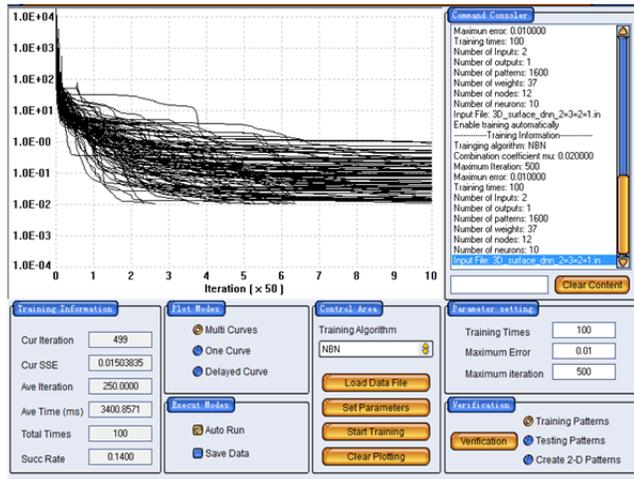 1.0E+04
1.0E+03
1.0E+02
1.0E+01
1.0E-00
1.0E-01
1.0E-02
1.0E-03
1.0E-04
0 1 2 3 4 5 6 7 8 9 10
Iteration [ × 50 ]
Command Consoler
Maximun error: 0.010000
Training times: 100
Number of Inputs: 2
Number of outputs: 1
Number of patterns: 1600
Number of weights: 37
Number of nodes: 12
Number of neurons: 10
Input File: 3D_surface_dnn_2=3=2=1.in
Enable training automatically
--------------Training Information--------------
Trainging algorithm: NBN
Combination coefficient mu: 0.020000
Maximum Iteration: 500
Maximun error: 0.010000
Training times: 100
Number of Inputs: 2
Number of outputs: 1
Number of patterns: 1600
Number of weights: 37
Number of nodes: 12
Number of neurons: 10
Input File: 3D_surface_dnn_2=3=2=1.in
Clear Content
Training Information
Cur Iteration 499
Cur SSE 0.01503835
Ave Iteration 250.0000
Ave Time (ms) 3400.8571
Total Times 100
Succ Rate 0.1400
Plot Modes
Multi Curves
One Curve
Delayed Curve
Execut Modes
Auto Run
Save Data
Control Area
Training Algorithm
NBN
Load Data File
Set Parameters
Start Training
Clear Plotting
Parameter setting
Training Times 100
Maximum Error 0.01
Maximum iteration 500
Verification
Verification
Training Patterns
Testing Patterns
Create 2-D Patterns